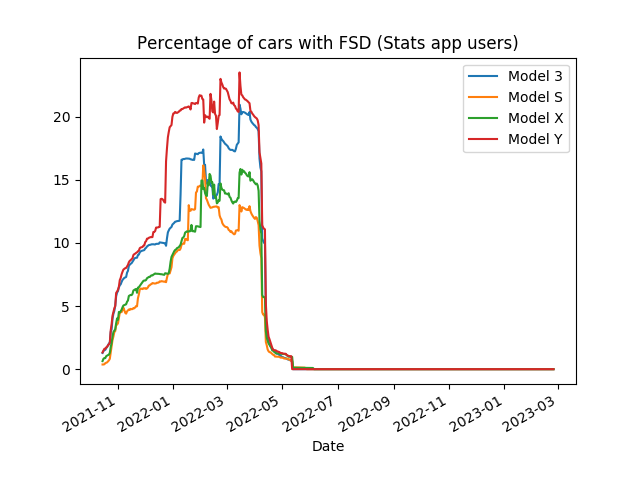 Percentage of cars with FSD (Stats app users)
Model 3
Model S
Model X
Model Y
20
15
10
5
0
2021-11
2022-01
2022-03
2022-05
2022-07
2022-09
2022-11
2023-01
2023-03
Date